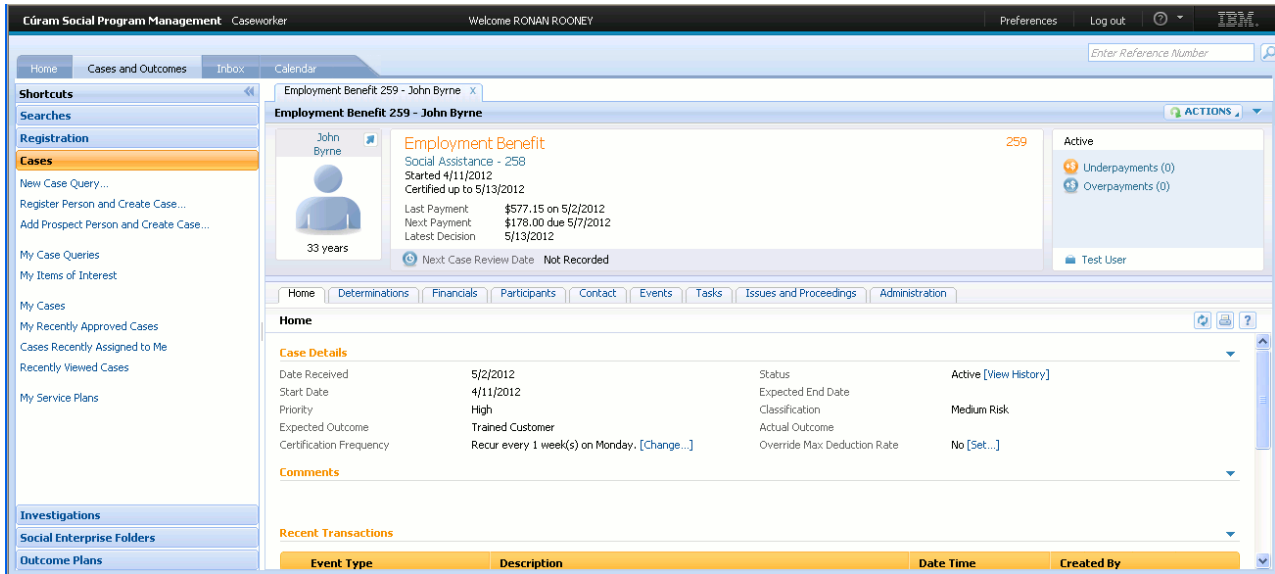 Cúram Social Program Management Caseworker Welcome RONAN ROONEY Preferences Log out ? IBM.
Enter Reference Number
Home Cases and Outcomes Inbox Calendar
Shortcuts
Searches
Registration
Cases
New Case Query...
Register Person and Create Case...
Add Prospect Person and Create Case...
My Case Queries
My Items of Interest
My Cases
My Recently Approved Cases
Cases Recently Assigned to Me
Recently Viewed Cases
My Service Plans
Investigations
Social Enterprise Folders
Outcome Plans
Employment Benefit 259 - John Byrne X
Employment Benefit 259 - John Byrne ACTIONS
John
Byrne
33 years
Employment Benefit 259
Social Assistance - 258
Started 4/11/2012
Certified up to 5/13/2012
Last Payment $577.15 on 5/2/2012
Next Payment $178.00 due 5/7/2012
Latest Decision 5/13/2012
Next Case Review Date Not Recorded
Active
Underpayments (0)
Overpayments (0)
Test User
Home Determinations Financials Participants Contact Events Tasks Issues and Proceedings Administration
Home ?
Case Details
Date Received 5/2/2012 Status Active [View History]
Start Date 4/11/2012 Expected End Date
Priority High Classification Medium Risk
Expected Outcome Trained Customer Actual Outcome
Certification Frequency Recur every 1 week(s) on Monday. [Change...] Override Max Deduction Rate No [Set...]
Comments
Recent Transactions
Event Type Description Date Time Created By